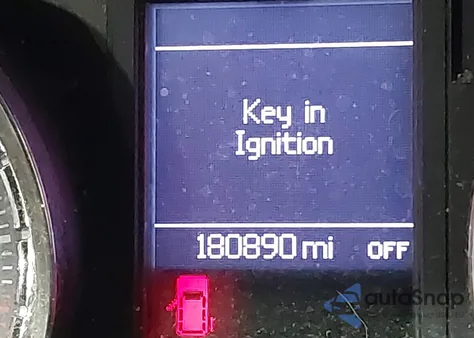 Key in
Ignition
180890 mi OFF
autoSnap